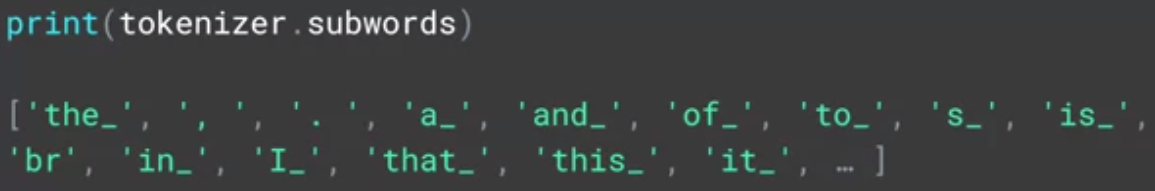 print(tokenizer.subwords)
['the_', ', ', '. ', 'a_', 'and_', 'of_', 'to_', 's_', 'is_',
'br', 'in_', 'I_', 'that_', 'this_', 'it_', … ]